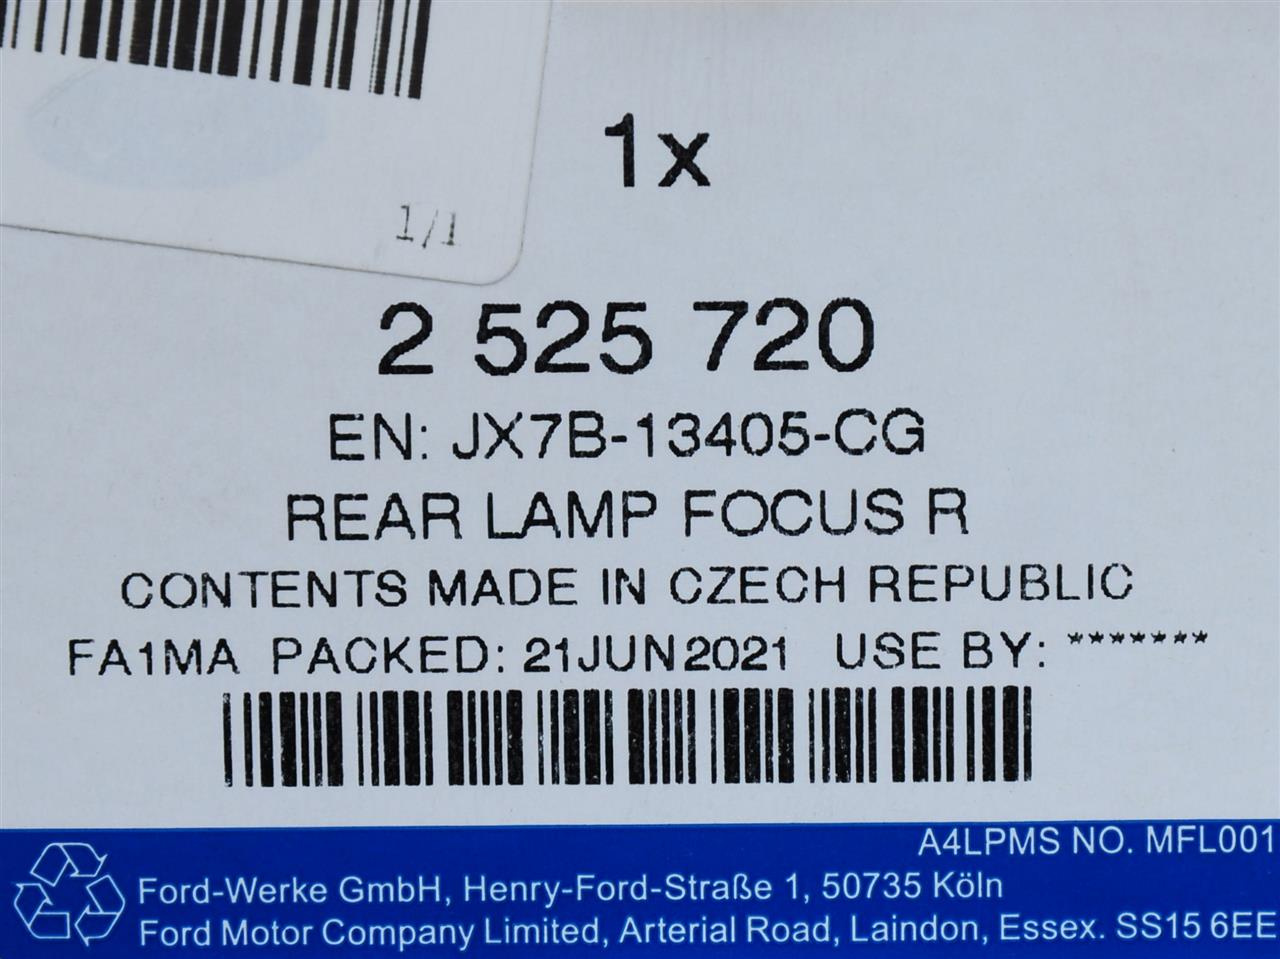 1x
1/1
2 525 720
EN: JX7B-13405-CG
REAR LAMP FOCUS R
CONTENTS MADE IN CZECH REPUBLIC
FA1MA PACKED: 21JUN2021 USE BY: *******
A4LPMS NO. MFL001
Ford-Werke GmbH, Henry-Ford-Straße 1, 50735 Köln
Ford Motor Company Limited, Arterial Road, Laindon, Essex. SS15 6EE